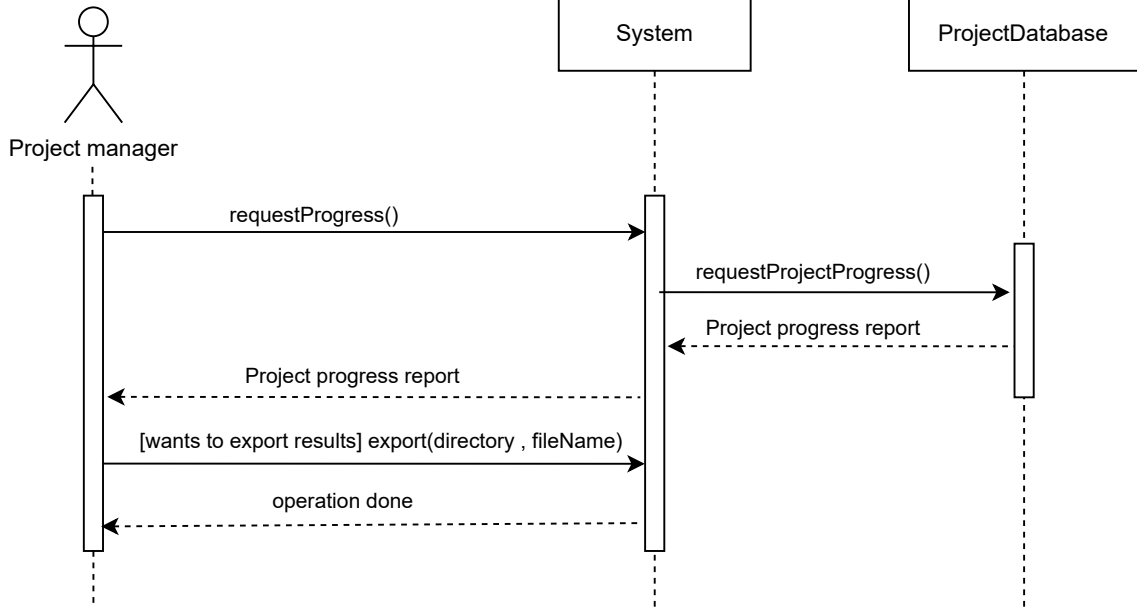 System
ProjectDatabase
Project manager
requestProgress()
requestProjectProgress()
Project progress report
Project progress report
[wants to export results] export(directory , fileName)
operation done